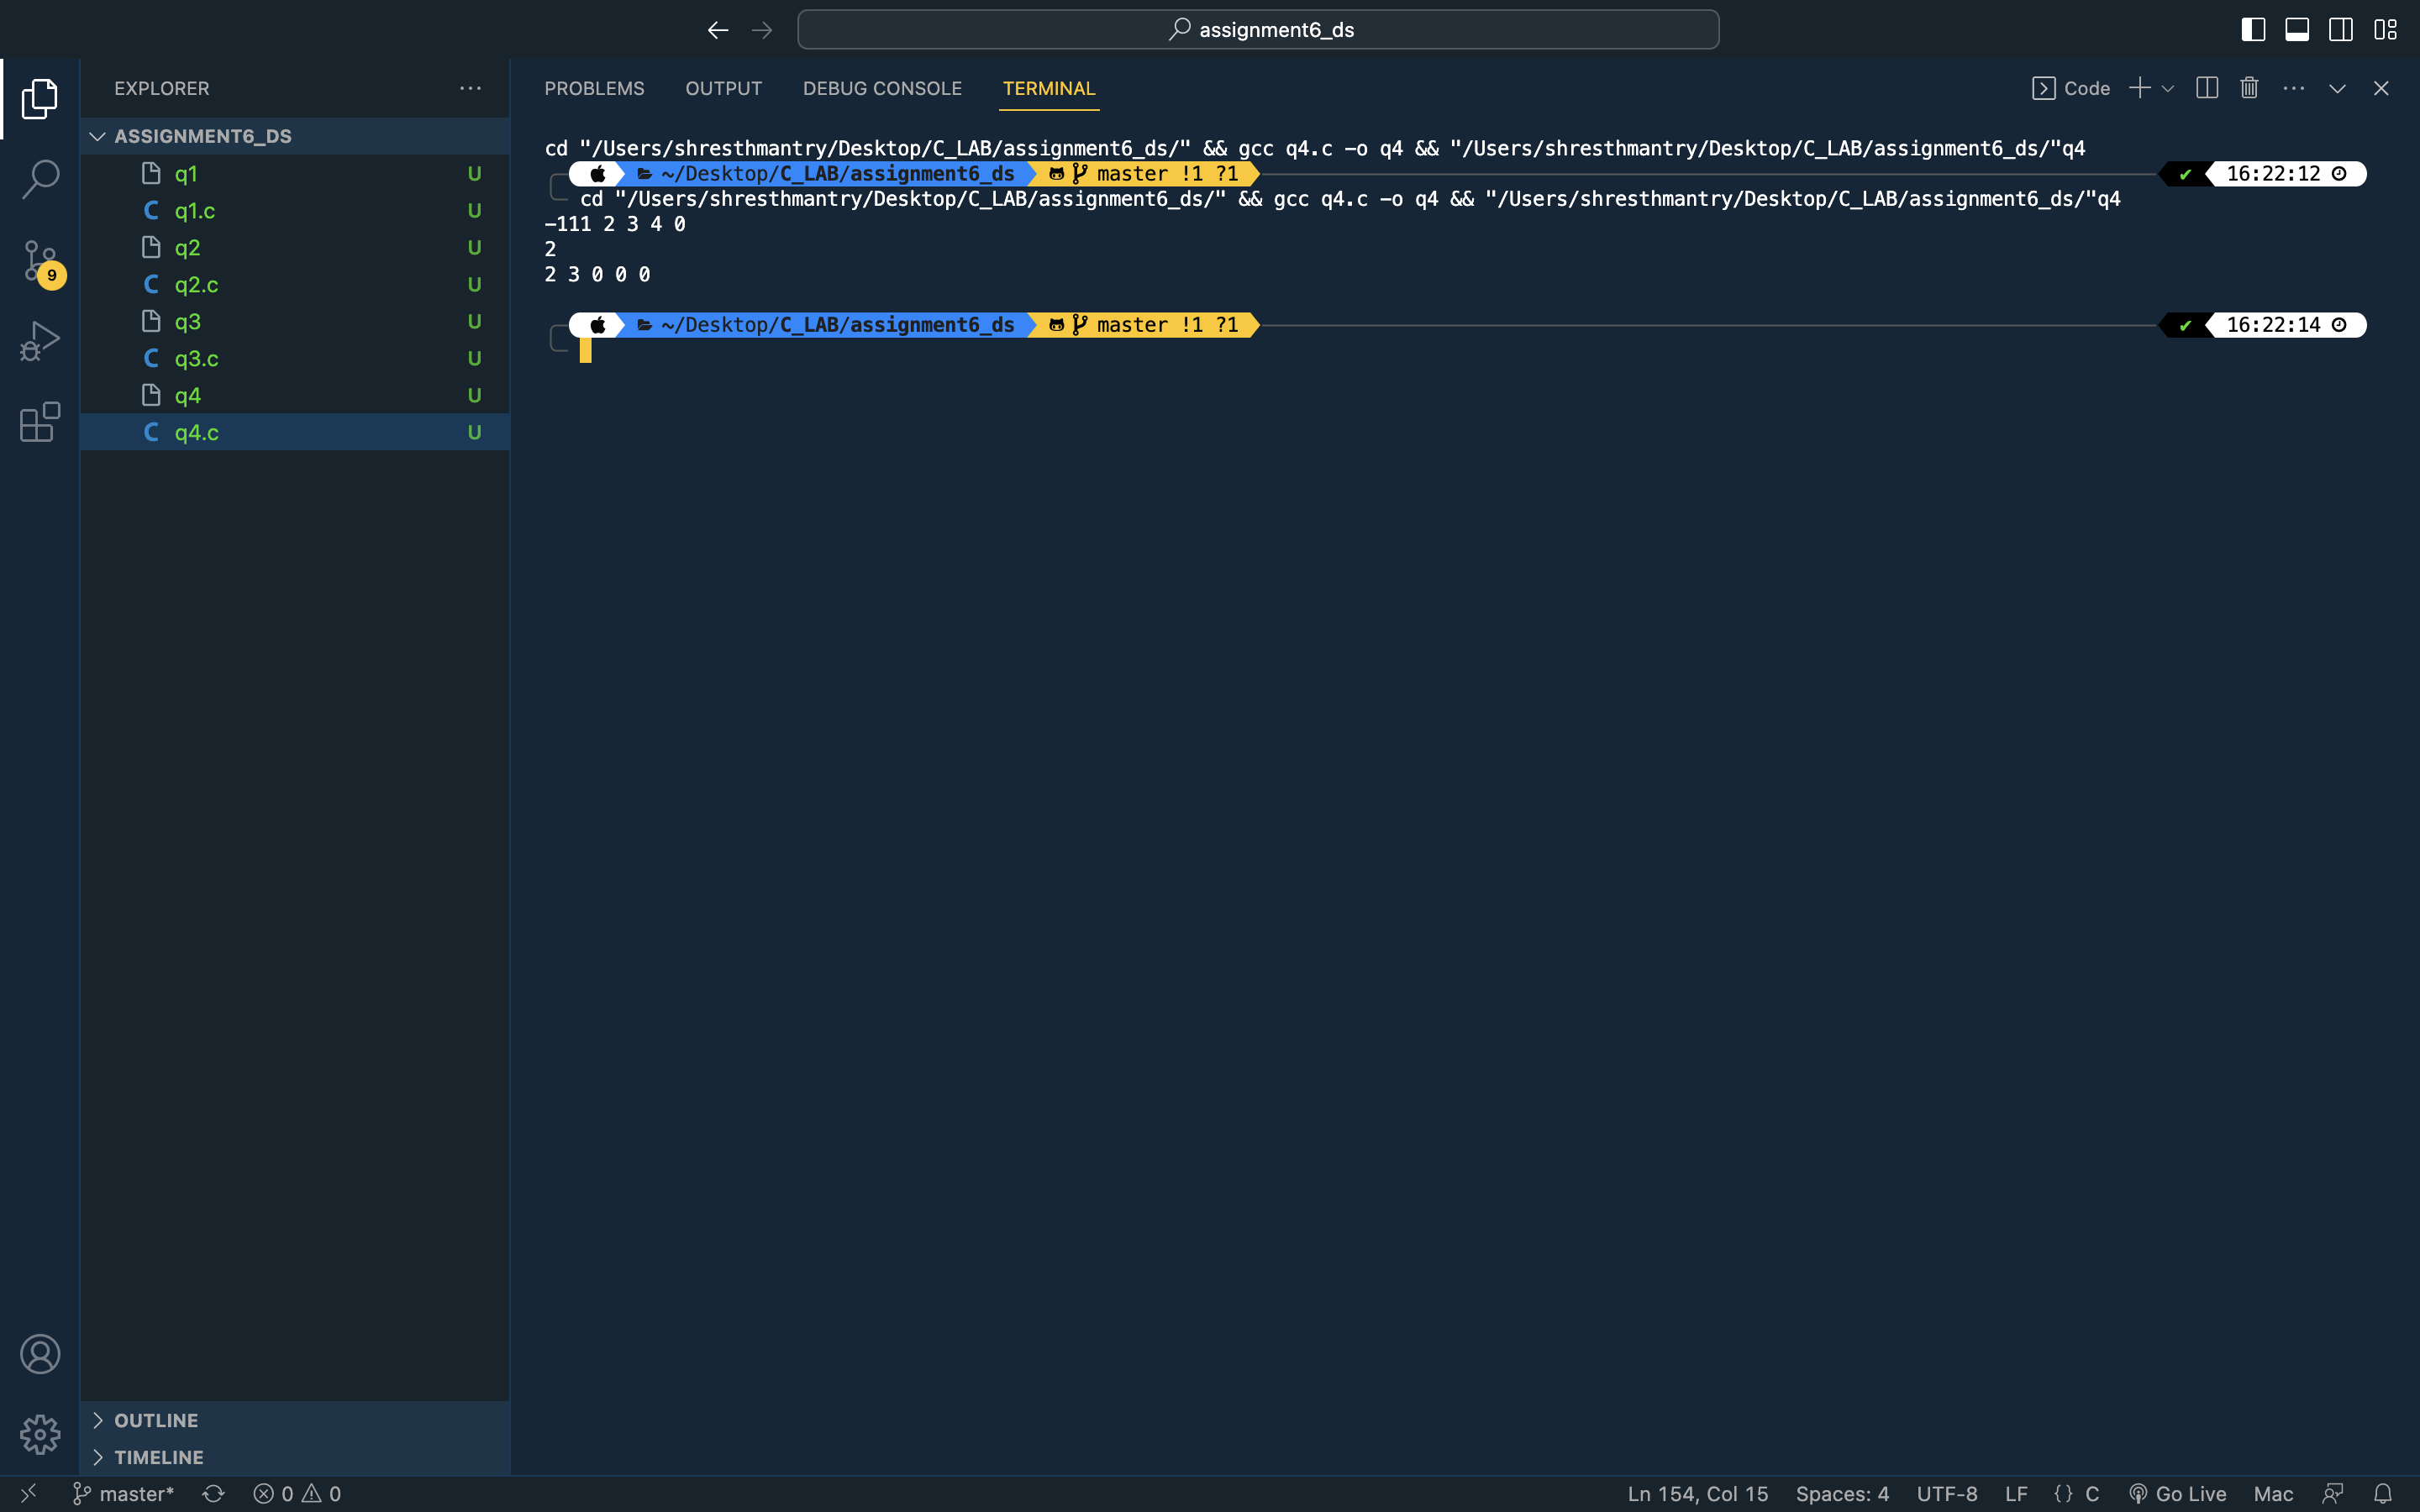 assignment6_ds
EXPLORER
ASSIGNMENT6_DS
q1 U
C q1.c U
q2 U
C q2.c U
q3 U
C q3.c U
q4 U
C q4.c U
9
OUTLINE
TIMELINE
PROBLEMS OUTPUT DEBUG CONSOLE TERMINAL
Code
cd "/Users/shresthmantry/Desktop/C_LAB/assignment6_ds/" && gcc q4.c -o q4 && "/Users/shresthmantry/Desktop/C_LAB/assignment6_ds/"q4
~/Desktop/C_LAB/assignment6_ds master !1 ?1 ✔ 16:22:12
cd "/Users/shresthmantry/Desktop/C_LAB/assignment6_ds/" && gcc q4.c -o q4 && "/Users/shresthmantry/Desktop/C_LAB/assignment6_ds/"q4
-111 2 3 4 0
2
2 3 0 0 0
~/Desktop/C_LAB/assignment6_ds master !1 ?1 ✔ 16:22:14
master* 0 0 Ln 154, Col 15 Spaces: 4 UTF-8 LF {} C Go Live Mac